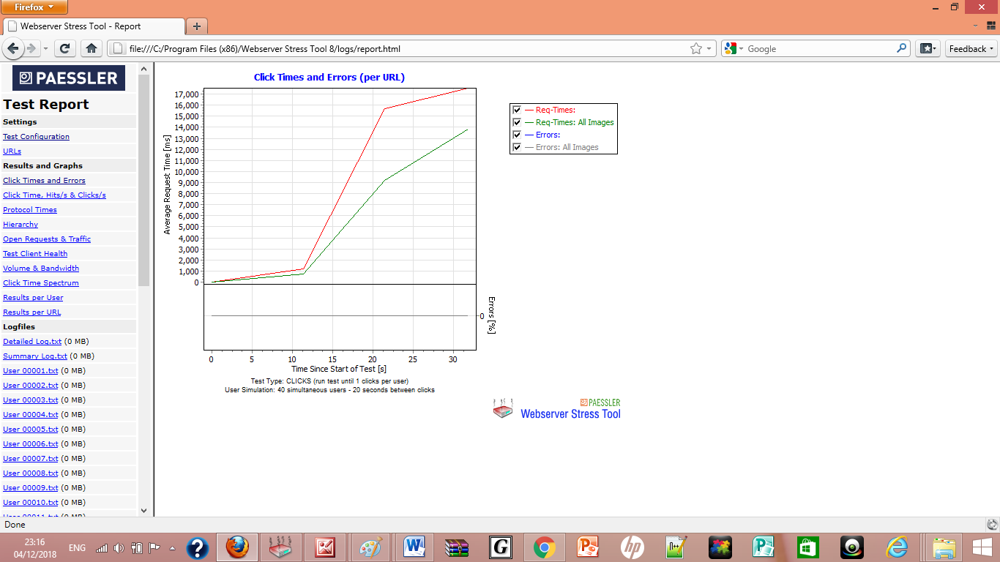 Firefox
Webserver Stress Tool - Report
file:///C:/Program Files (x86)/Webserver Stress Tool 8/logs/report.html
Google
Feedback
PAESSLER
Test Report
Settings
Test Configuration
URLs
Results and Graphs
Click Times and Errors
Click Time, Hits/s & Clicks/s
Protocol Times
Hierarchy
Open Requests & Traffic
Test Client Health
Volume & Bandwidth
Click Time Spectrum
Results per User
Results per URL
Logfiles
Detailed Log.txt (0 MB)
Summary Log.txt (0 MB)
User 00001.txt (0 MB)
User 00002.txt (0 MB)
User 00003.txt (0 MB)
User 00004.txt (0 MB)
User 00005.txt (0 MB)
User 00006.txt (0 MB)
User 00007.txt (0 MB)
User 00008.txt (0 MB)
User 00009.txt (0 MB)
User 00010.txt (0 MB)
Click Times and Errors (per URL)
Average Request Time [ms]
17,000
16,000
15,000
14,000
13,000
12,000
11,000
10,000
9,000
8,000
7,000
6,000
5,000
4,000
3,000
2,000
1,000
0
0
Errors [%]
0 5 10 15 20 25 30
Time Since Start of Test [s]
Test Type: CLICKS (run test until 1 clicks per user)
User Simulation: 40 simultaneous users - 20 seconds between clicks
Req-Times:
Req-Times: All Images
Errors:
Errors: All Images
PAESSLER
Webserver Stress Tool
Done
23:16
04/12/2018
ENG